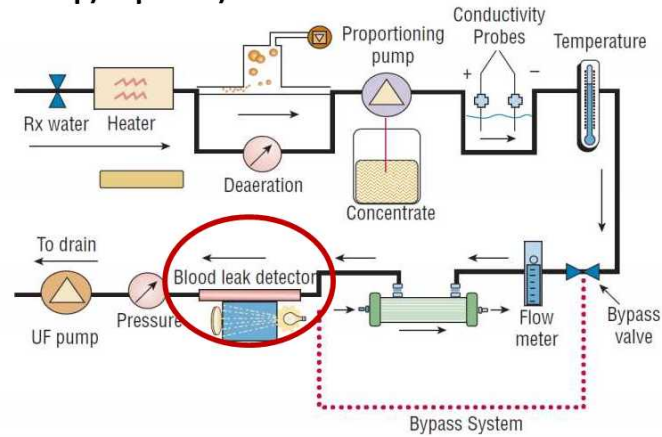 Conductivity
Probes
Proportioning
pump
Temperature
+
−
Rx water
Heater
Deaeration
Concentrate
To drain
Blood leak detector
UF pump
Pressure
Flow
meter
Bypass
valve
Bypass System